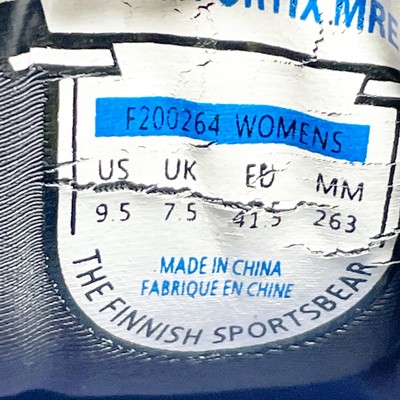 F200264 WOMENS
US UK EU MM
9.5 7.5 41.5 263
MADE IN CHINA
FABRIQUE EN CHINE
THE FINNISH SPORTSBEAR